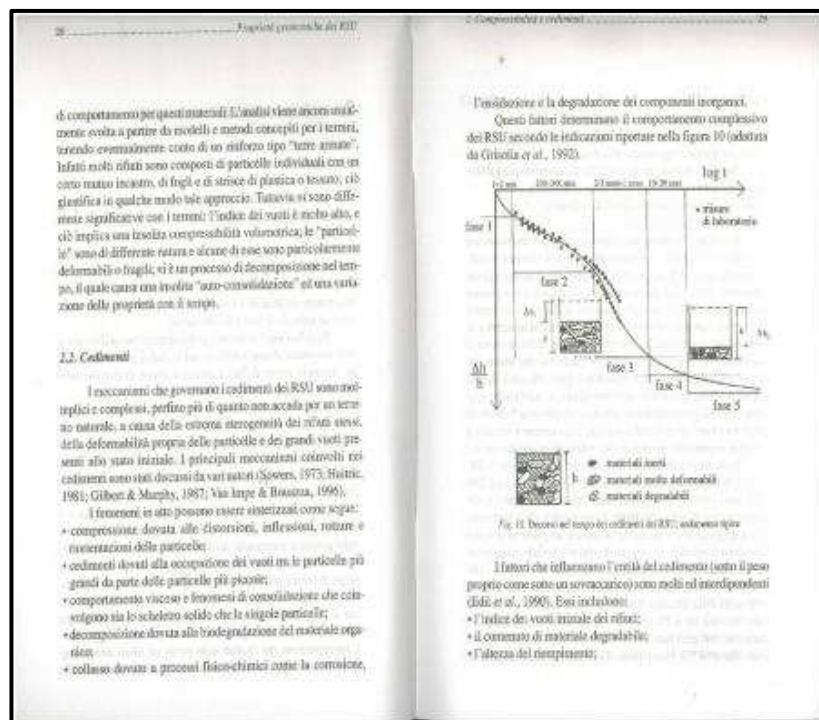 28
Proprietà geotecniche dei RSU
di comportamento per questi materiali. L'analisi viene ancora usual-
mente svolta a partire da modelli e metodi concepiti per i terreni,
tenendo eventualmente conto di un rinforzo tipo "terre armate".
Infatti molti rifiuti sono composti di particelle individuali con un
certo mutuo incastro, di fogli e di strisce di plastica o tessuto, ciò
giustifica in qualche modo tale approccio. Tuttavia vi sono diffe-
renze significative con i terreni: l'indice dei vuoti è molto alto, e
ciò implica una insolita compressibilità volumetrica; le "particel-
le" sono di differente natura e alcune di esse sono particolarmente
deformabili o fragili; vi è un processo di decomposizione nel tem-
po, il quale causa una insolita "auto-consolidazione" ed una varia-
zione delle proprietà con il tempo.
2.2. Cedimenti
I meccanismi che governano i cedimenti dei RSU sono mol-
teplici e complessi, perfino più di quanto non accada per un terre-
no naturale, a causa della estrema eterogeneità dei rifiuti stessi,
della deformabilità propria delle particelle e dei grandi vuoti pre-
senti allo stato iniziale. I principali meccanismi coinvolti nei
cedimenti sono stati discussi da vari autori (Sowers, 1973; Huitric,
1981; Gilbert & Murphy, 1987; Van Impe & Bouazza, 1996).
I fenomeni in atto possono essere sintetizzati come segue:
• compressione dovuta alle distorsioni, inflessioni, rotture e
orientazioni delle particelle;
• cedimenti dovuti alla occupazione dei vuoti tra le particelle più
grandi da parte delle particelle più piccole;
• comportamento viscoso e fenomeni di consolidazione che coin-
volgono sia lo scheletro solido che le singole particelle;
• decomposizione dovuta alla biodegradazione del materiale orga-
nico;
• collasso dovuto a processi fisico-chimici come la corrosione,
2. Compressibilità e cedimenti
29
l'ossidazione e la degradazione dei componenti inorganici.
Questi fattori determinano il comportamento complessivo
dei RSU secondo le indicazioni riportate nella figura 10 (adattata
da Grisolia et al., 1992).
log t
• misure
di laboratorio
fase 1
fase 2
fase 3
fase 4
fase 5
Δh
h
h
materiali inerti
materiali molto deformabili
materiali degradabili
Fig. 10. Decorso nel tempo dei cedimenti dei RSU; andamento tipico
I fattori che influenzano l'entità del cedimento (sotto il peso
proprio come sotto un sovraccarico) sono molti ed interdipendenti
(Edil et al., 1990). Essi includono:
• l'indice dei vuoti iniziale dei rifiuti;
• il contenuto di materiale degradabile;
• l'altezza del riempimento;